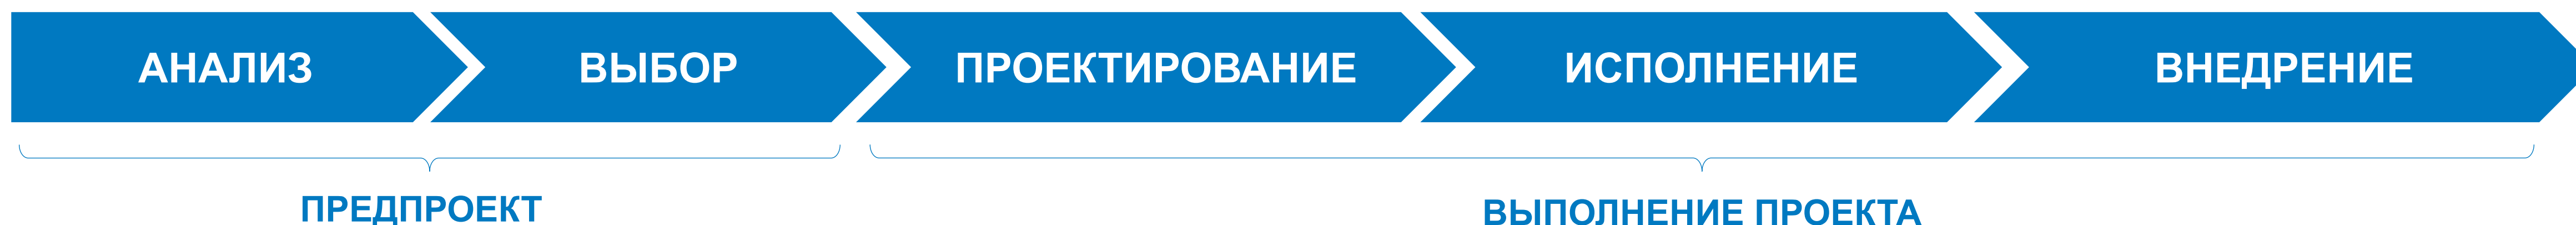 АНАЛИЗ
ВЫБОР
ПРОЕКТИРОВАНИЕ
ИСПОЛНЕНИЕ
ВНЕДРЕНИЕ
ПРЕДПРОЕКТ
ВЫПОЛНЕНИЕ ПРОЕКТА